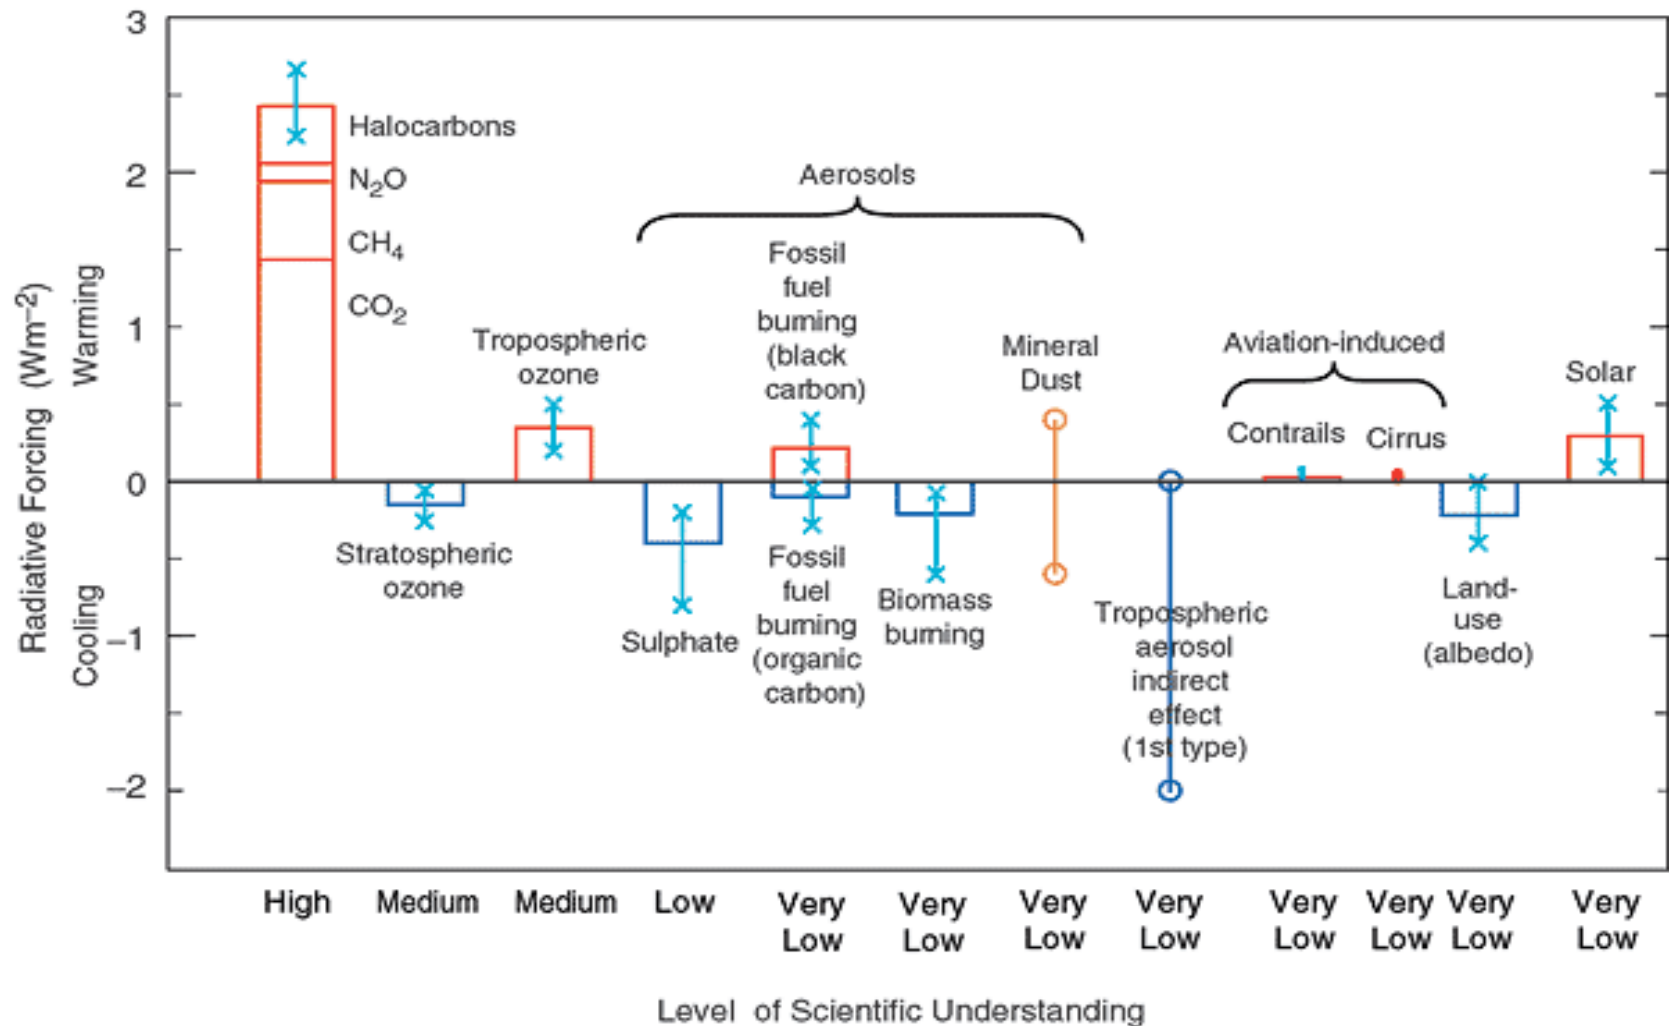 3
2
1
0
–1
–2
Radiative Forcing (Wm–2)
Cooling
Warming
Halocarbons
N2O
CH4
CO2
Stratospheric
ozone
Tropospheric
ozone
Aerosols
Sulphate
Fossil
fuel
burning
(black
carbon)
Fossil
fuel
burning
(organic
carbon)
Biomass
burning
Mineral
Dust
Tropospheric
aerosol
indirect
effect
(1st type)
Aviation-induced
Contrails
Cirrus
Land-
use
(albedo)
Solar
High
Medium
Medium
Low
Very
Low
Very
Low
Very
Low
Very
Low
Very
Low
Very
Low
Very
Low
Very
Low
Level of Scientific Understanding